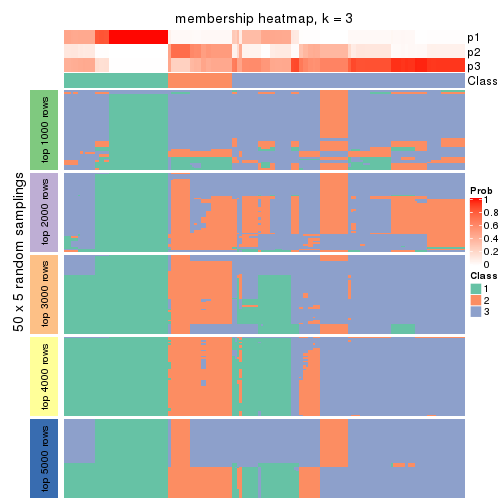 membership heatmap, k = 3
p1
p2
p3
Class
50 x 5 random samplings
top 1000 rows
top 2000 rows
top 3000 rows
top 4000 rows
top 5000 rows
Prob
1
0.8
0.6
0.4
0.2
0
Class
1
2
3